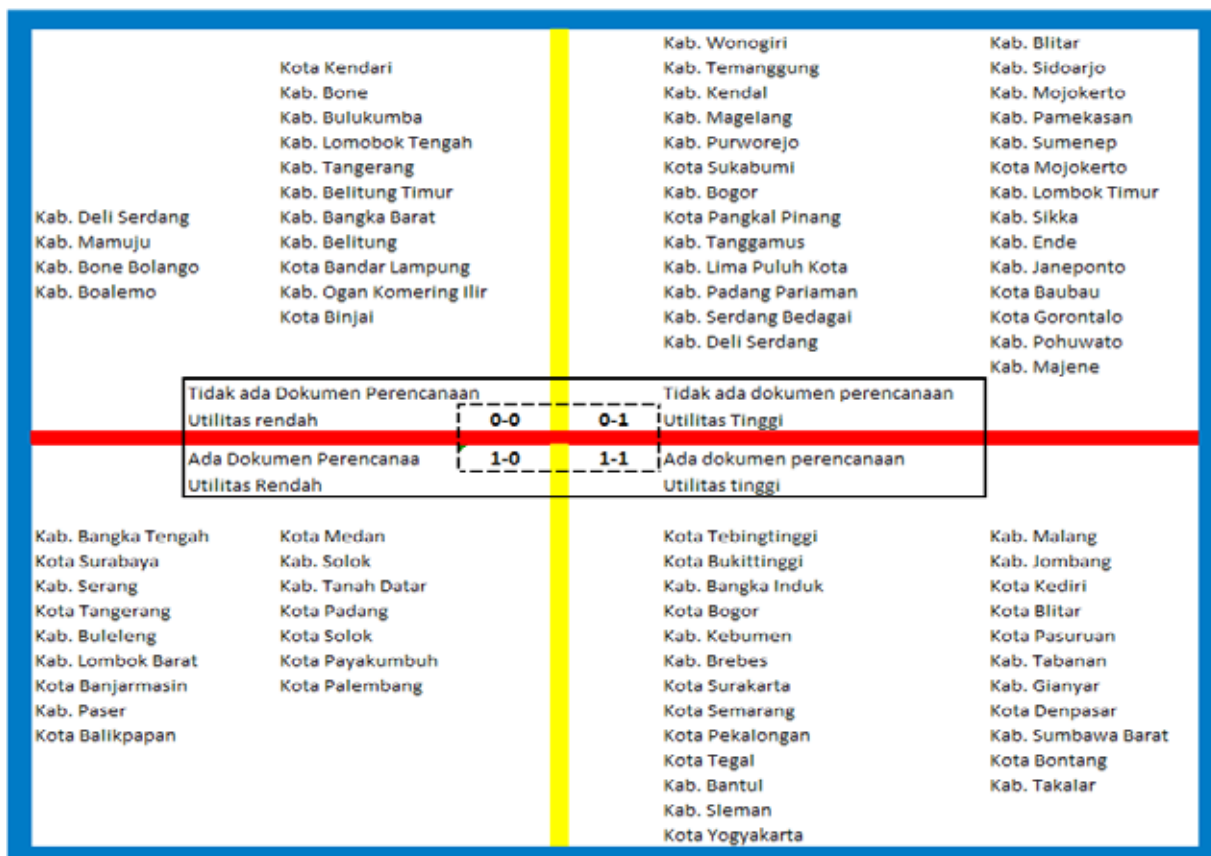 Kab. Deli Serdang
Kab. Mamuju
Kab. Bone Bolango
Kab. Boalemo
Kota Kendari
Kab. Bone
Kab. Bulukumba
Kab. Lomobok Tengah
Kab. Tangerang
Kab. Belitung Timur
Kab. Bangka Barat
Kab. Belitung
Kota Bandar Lampung
Kab. Ogan Komering Ilir
Kota Binjai
Kab. Wonogiri
Kab. Temanggung
Kab. Kendal
Kab. Magelang
Kab. Purworejo
Kota Sukabumi
Kab. Bogor
Kota Pangkal Pinang
Kab. Tanggamus
Kab. Lima Puluh Kota
Kab. Padang Pariaman
Kab. Serdang Bedagai
Kab. Deli Serdang
Kab. Blitar
Kab. Sidoarjo
Kab. Mojokerto
Kab. Pamekasan
Kab. Sumenep
Kota Mojokerto
Kab. Lombok Timur
Kab. Sikka
Kab. Ende
Kab. Janeponto
Kota Baubau
Kota Gorontalo
Kab. Pohuwato
Kab. Majene
Tidak ada Dokumen Perencanaan
Utilitas rendah
0-0
0-1
Tidak ada dokumen perencanaan
Utilitas Tinggi
Ada Dokumen Perencanaa
Utilitas Rendah
1-0
1-1
Ada dokumen perencanaan
Utilitas tinggi
Kab. Bangka Tengah
Kota Surabaya
Kab. Serang
Kota Tangerang
Kab. Buleleng
Kab. Lombok Barat
Kota Banjarmasin
Kab. Paser
Kota Balikpapan
Kota Medan
Kab. Solok
Kab. Tanah Datar
Kota Padang
Kota Solok
Kota Payakumbuh
Kota Palembang
Kota Tebingtinggi
Kota Bukittinggi
Kab. Bangka Induk
Kota Bogor
Kab. Kebumen
Kab. Brebes
Kota Surakarta
Kota Semarang
Kota Pekalongan
Kota Tegal
Kab. Bantul
Kab. Sleman
Kota Yogyakarta
Kab. Malang
Kab. Jombang
Kota Kediri
Kota Blitar
Kota Pasuruan
Kab. Tabanan
Kab. Gianyar
Kota Denpasar
Kab. Sumbawa Barat
Kota Bontang
Kab. Takalar